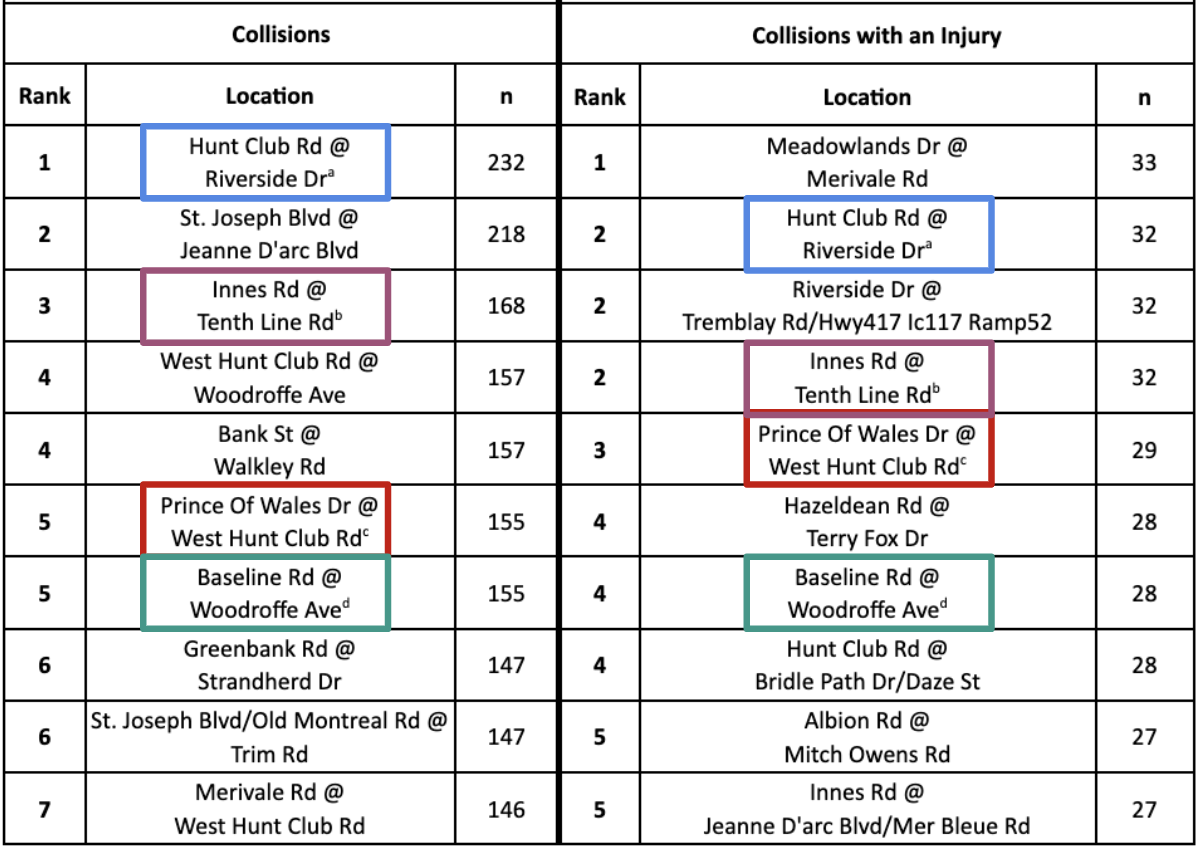 Collisions
Collisions with an Injury
Rank Location n Rank Location n
1 Hunt Club Rd @
Riverside Drᵃ 232 1 Meadowlands Dr @
Merivale Rd 33
2 St. Joseph Blvd @
Jeanne D'arc Blvd 218 2 Hunt Club Rd @
Riverside Drᵃ 32
3 Innes Rd @
Tenth Line Rdᵇ 168 2 Riverside Dr @
Tremblay Rd/Hwy417 Ic117 Ramp52 32
4 West Hunt Club Rd @
Woodroffe Ave 157 2 Innes Rd @
Tenth Line Rdᵇ 32
4 Bank St @
Walkley Rd 157 3 Prince Of Wales Dr @
West Hunt Club Rdᶜ 29
5 Prince Of Wales Dr @
West Hunt Club Rdᶜ 155 4 Hazeldean Rd @
Terry Fox Dr 28
5 Baseline Rd @
Woodroffe Aveᵈ 155 4 Baseline Rd @
Woodroffe Aveᵈ 28
6 Greenbank Rd @
Strandherd Dr 147 4 Hunt Club Rd @
Bridle Path Dr/Daze St 28
6 St. Joseph Blvd/Old Montreal Rd @
Trim Rd 147 5 Albion Rd @
Mitch Owens Rd 27
7 Merivale Rd @
West Hunt Club Rd 146 5 Innes Rd @
Jeanne D'arc Blvd/Mer Bleue Rd 27